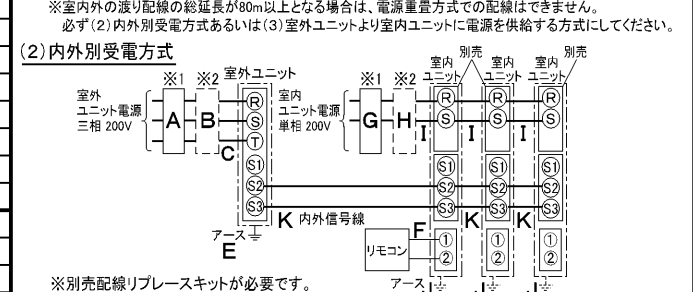 ※室内外の渡り配線の総延長が80m以上となる場合は、電源重畳方式での配線はできません。
必ず(2)内外別受電方式あるいは(3)室外ユニットより室内ユニットに電源を供給する方式にしてください。
(2)内外別受電方式
※1 ※2 室外ユニット
室外
ユニット電源
三相 200V
A B C
R
S
T
S1
S2
S3
アース
E
K 内外信号線
※1 ※2
室内
ユニット電源
単相 200V
G H
室内
ユニット
別売
室内
ユニット
室内
ユニット
別売
R R R
S S S
I I I
S1 S1 S1
S2 S2 S2
S3 S3 S3
K K
F
リモコン
① ① ①
② ② ②
アース
J J J
※別売配線リプレースキットが必要です。